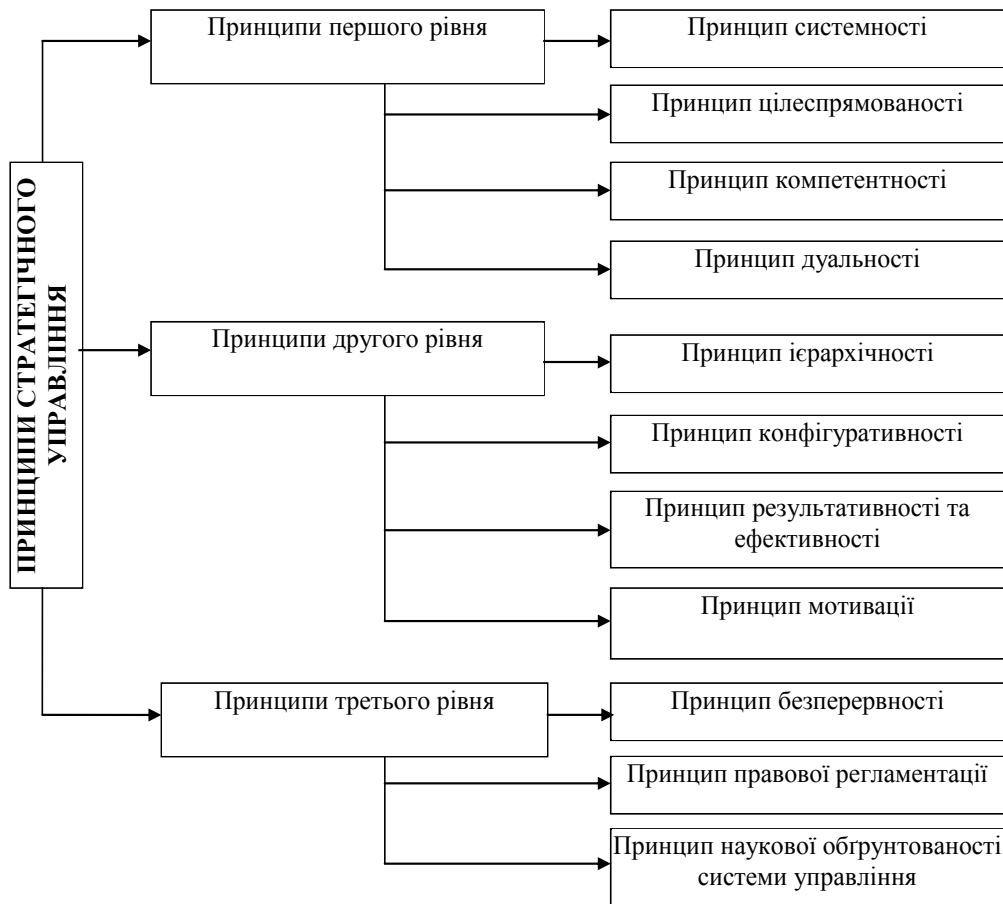 ПРИНЦИПИ СТРАТЕГІЧНОГО
УПРАВЛІННЯ
Принципи першого рівня
Принцип системності
Принцип цілеспрямованості
Принцип компетентності
Принцип дуальності
Принципи другого рівня
Принцип ієрархічності
Принцип конфігуративності
Принцип результативності та
ефективності
Принцип мотивації
Принципи третього рівня
Принцип безперервності
Принцип правової регламентації
Принцип наукової обґрунтованості
системи управління